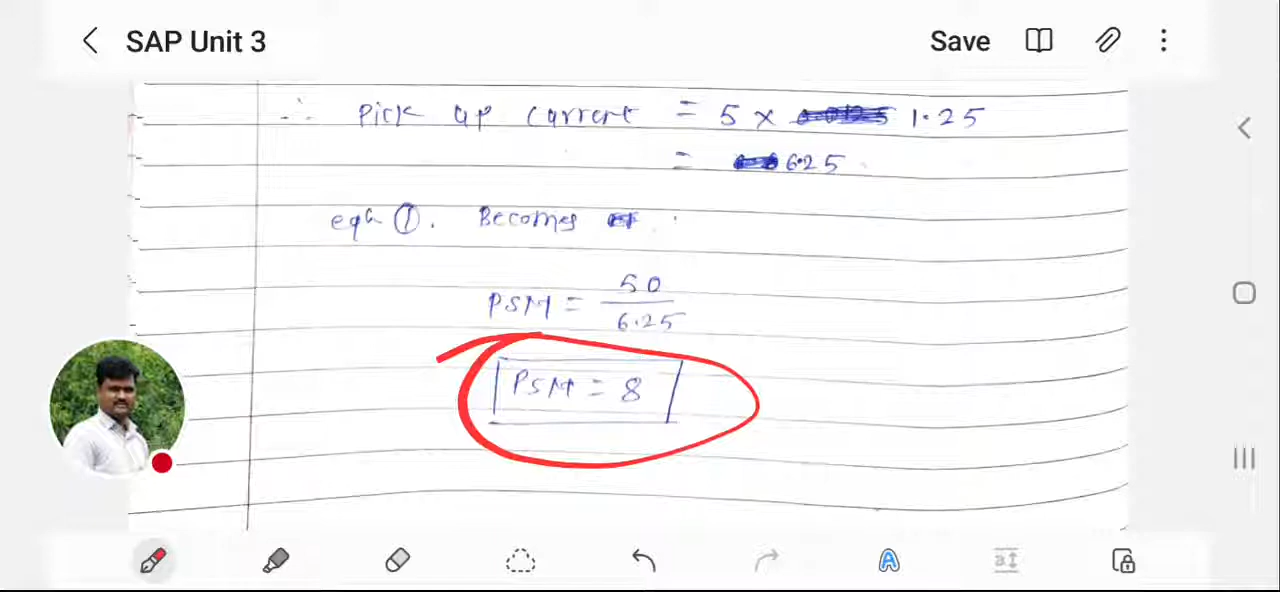 SAP Unit 3
Save
∴ Pick up current = 5 × 1.25
= 6.25
eqn ①. Becomes
PSM = 50
6.25
PSM = 8